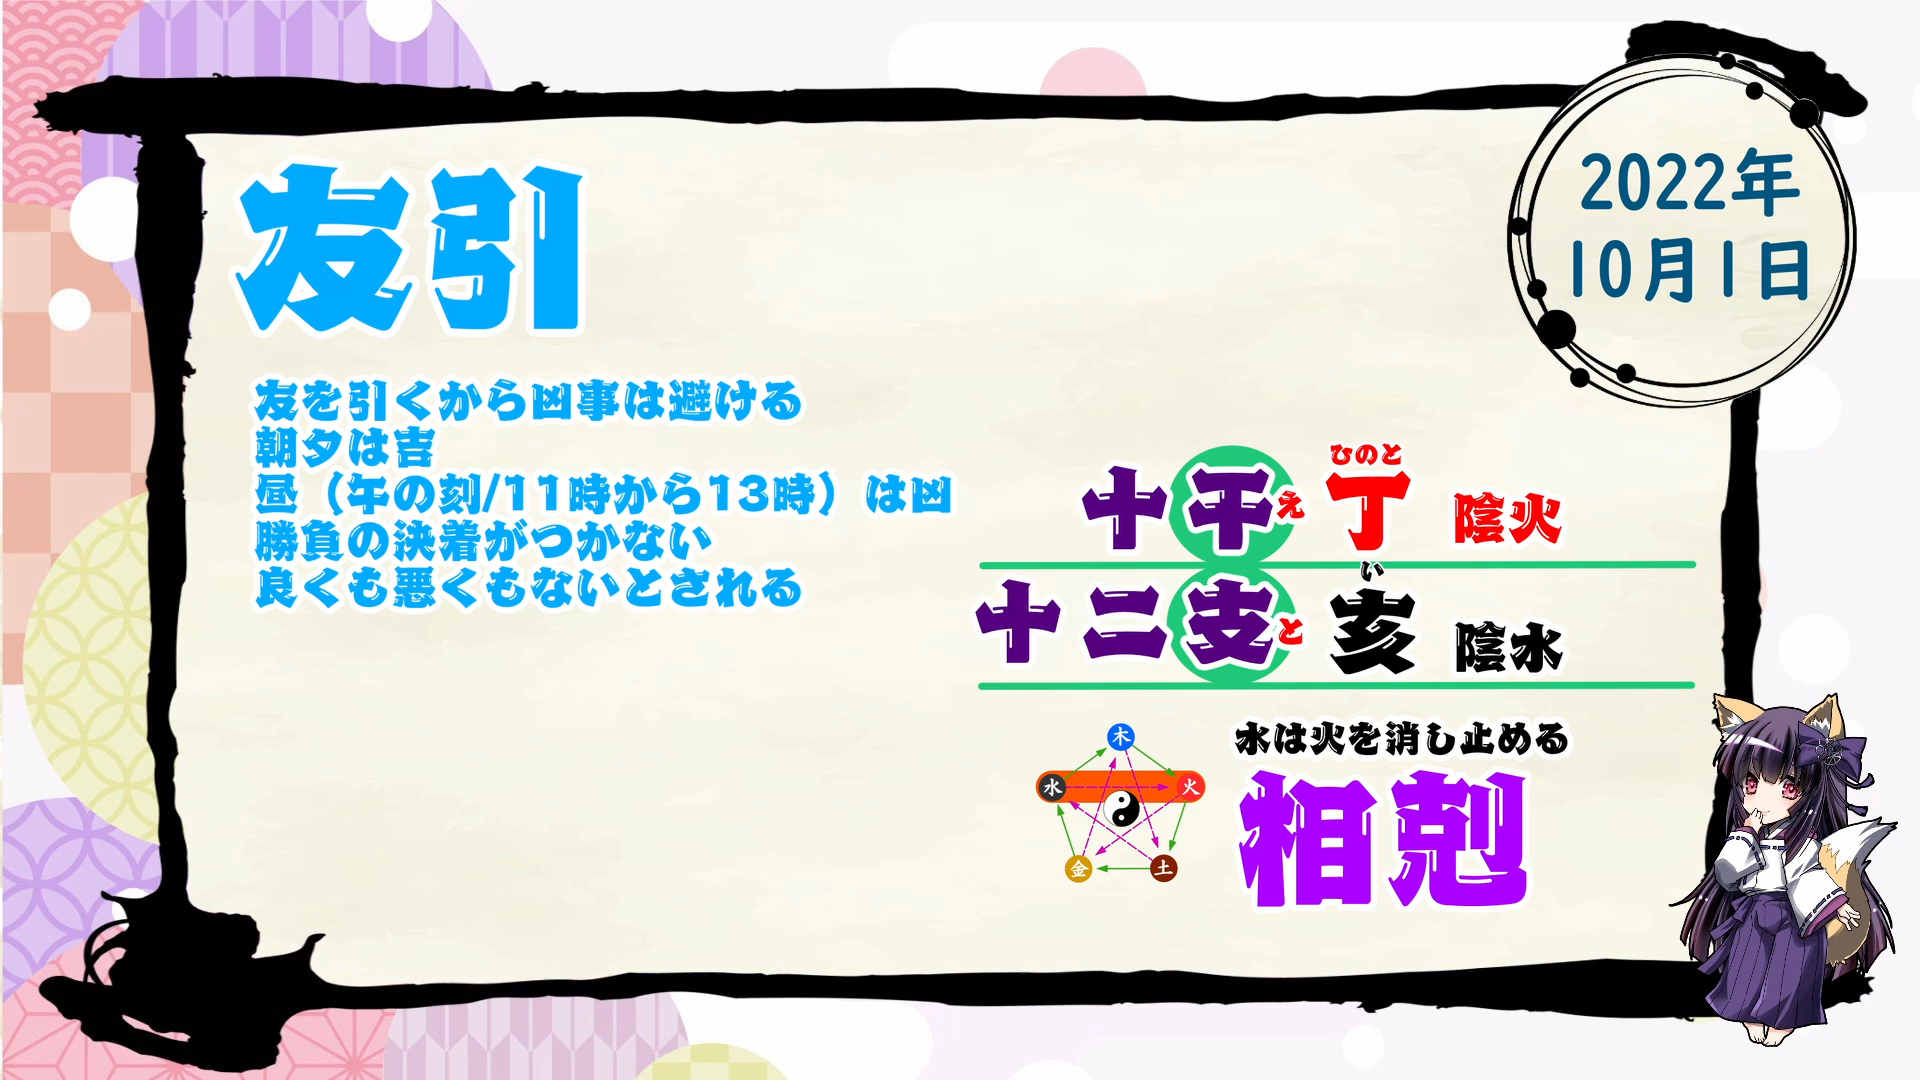 2022年
10月1日
友引
友を引くから凶事は避ける
朝夕は吉
昼（午の刻/11時から13時）は凶
勝負の決着がつかない
良くも悪くもないとされる
ひのと
十干え 丁 陰火
い
十二支と 亥 陰水
水は火を消し止める
相剋
木
水 火
金 土